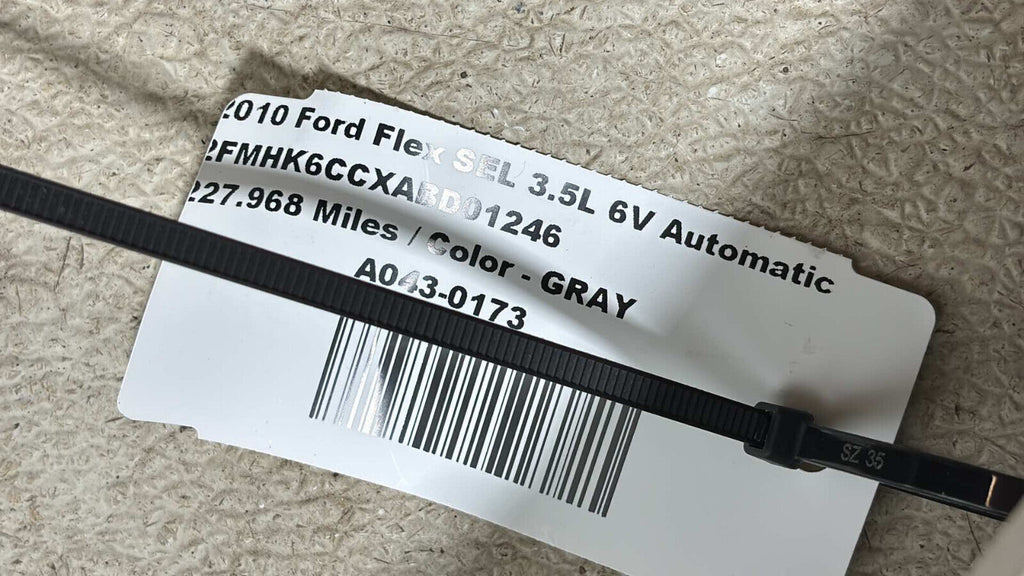 2010 Ford Flex SEL 3.5L 6V Automatic
2FMHK6CCXABD01246
227.968 Miles / Color - GRAY
A043-0173
SZ 35